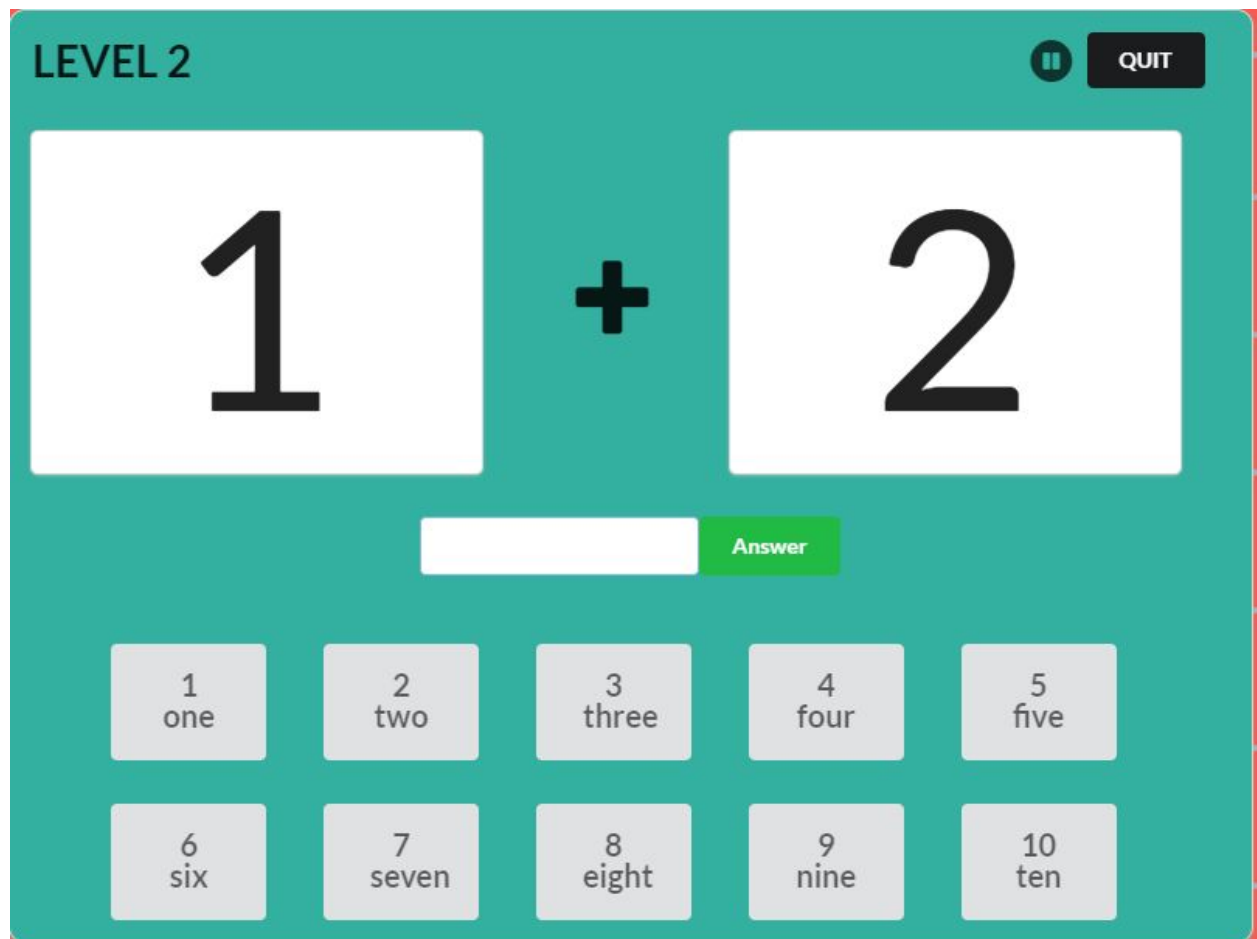 LEVEL 2
QUIT
1 + 2
Answer
1 2 3 4 5
one two three four five
6 7 8 9 10
six seven eight nine ten